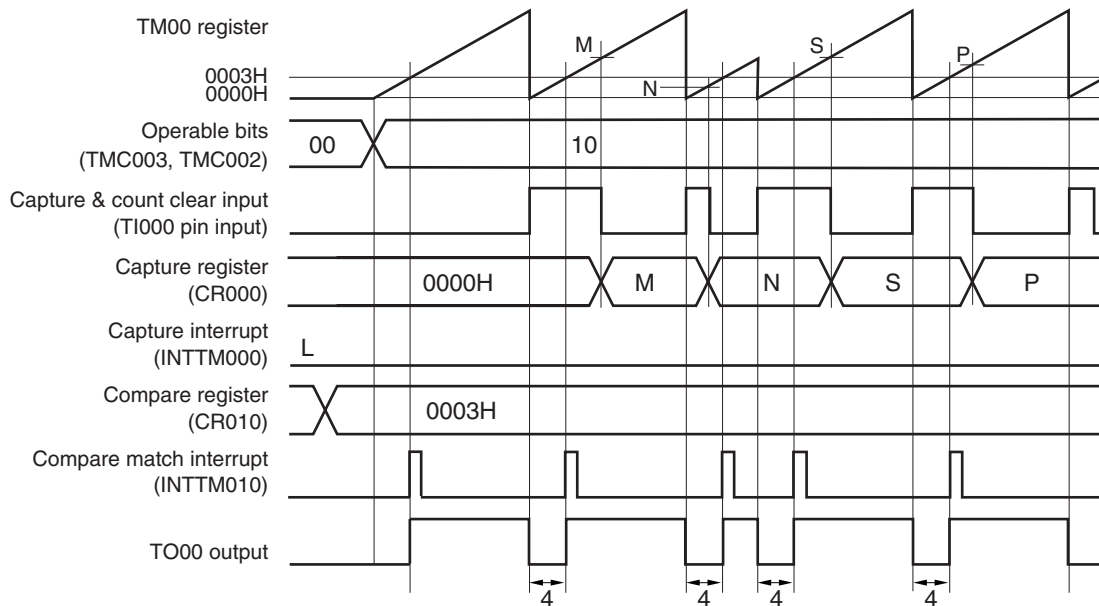 TM00 register
M
S
P
N
0003H
0000H
Operable bits
(TMC003, TMC002)
00
10
Capture & count clear input
(TI000 pin input)
Capture register
(CR000)
0000H
M
N
S
P
Capture interrupt
(INTTM000)
L
Compare register
(CR010)
0003H
Compare match interrupt
(INTTM010)
TO00 output
4
4
4
4